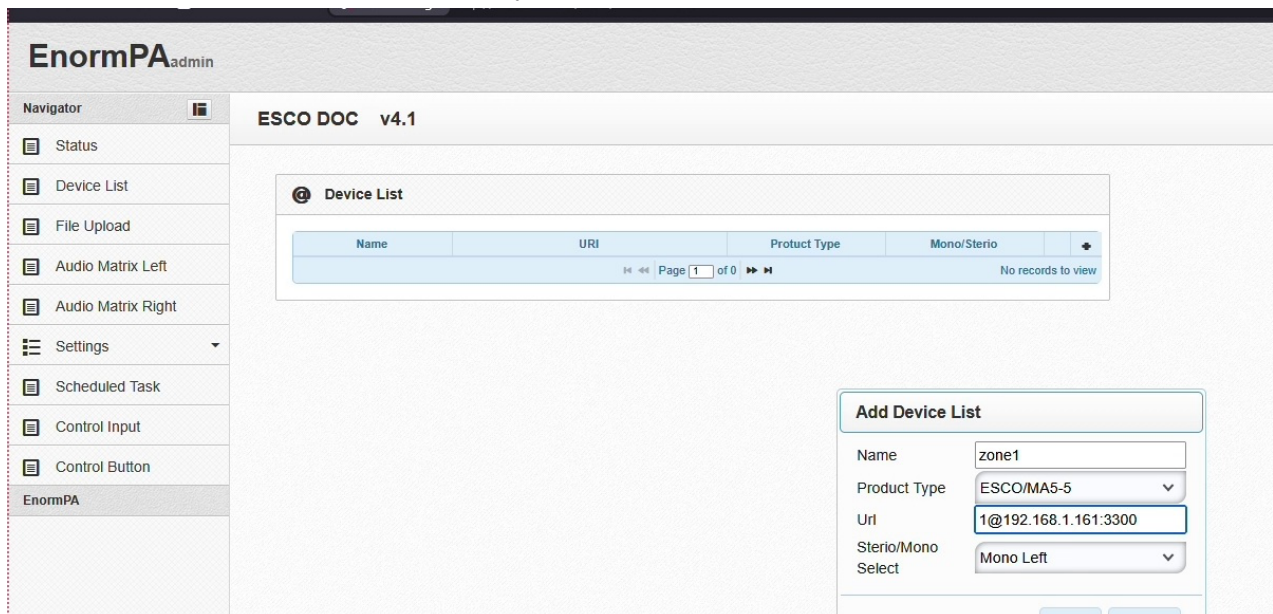 EnormPAadmin
Navigator
Status
Device List
File Upload
Audio Matrix Left
Audio Matrix Right
Settings
Scheduled Task
Control Input
Control Button
EnormPA
ESCO DOC v4.1
Device List
Name URI Protuct Type Mono/Sterio
Page 1 of 0 No records to view
Add Device List
Name zone1
Product Type ESCO/MA5-5
Url 1@192.168.1.161:3300
Sterio/Mono
Select Mono Left